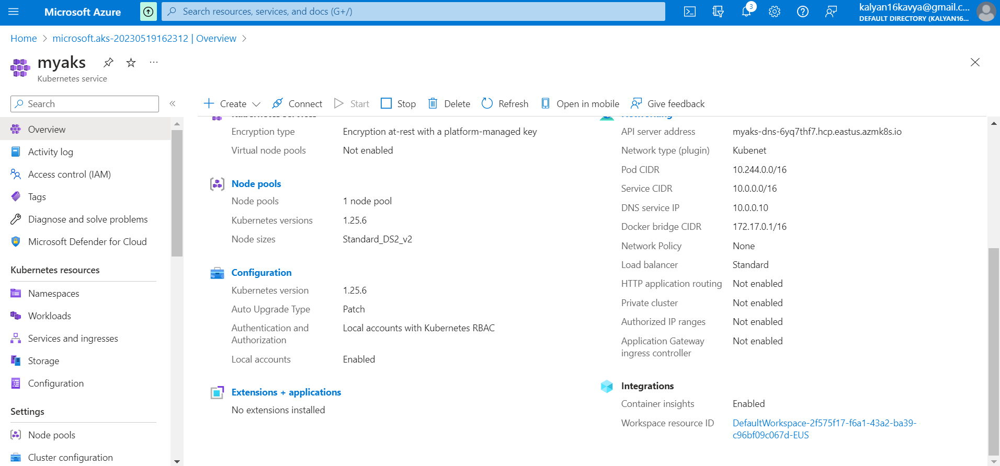 Microsoft Azure
Search resources, services, and docs (G+/)
3
kalyan16kavya@gmail.c...
DEFAULT DIRECTORY (KALYAN16...
Home > microsoft.aks-20230519162312 | Overview >
myaks
Kubernetes service
Search
Create
Connect
Start
Stop
Delete
Refresh
Open in mobile
Give feedback
Overview
Activity log
Access control (IAM)
Tags
Diagnose and solve problems
Microsoft Defender for Cloud
Kubernetes resources
Namespaces
Workloads
Services and ingresses
Storage
Configuration
Settings
Node pools
Cluster configuration
Kubernetes services
Encryption type Encryption at-rest with a platform-managed key
Virtual node pools Not enabled
Node pools
Node pools 1 node pool
Kubernetes versions 1.25.6
Node sizes Standard_DS2_v2
Configuration
Kubernetes version 1.25.6
Auto Upgrade Type Patch
Authentication and Local accounts with Kubernetes RBAC
Authorization
Local accounts Enabled
Extensions + applications
No extensions installed
Networking
API server address myaks-dns-6yq7thf7.hcp.eastus.azmk8s.io
Network type (plugin) Kubenet
Pod CIDR 10.244.0.0/16
Service CIDR 10.0.0.0/16
DNS service IP 10.0.0.10
Docker bridge CIDR 172.17.0.1/16
Network Policy None
Load balancer Standard
HTTP application routing Not enabled
Private cluster Not enabled
Authorized IP ranges Not enabled
Application Gateway Not enabled
ingress controller
Integrations
Container insights Enabled
Workspace resource ID DefaultWorkspace-2f575f17-f6a1-43a2-ba39-
c96bf09c067d-EUS